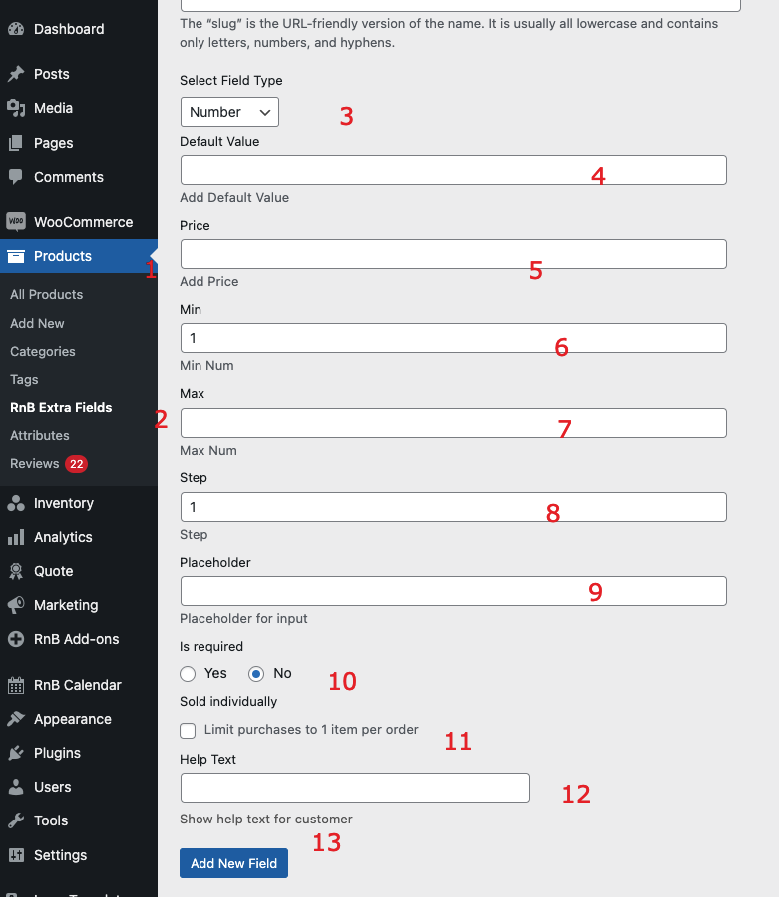 Dashboard
Posts
Media
Pages
Comments
WOO WooCommerce
Products
1
All Products
Add New
Categories
Tags
RnB Extra Fields
2
Attributes
Reviews 22
Inventory
Analytics
Quote
Marketing
RnB Add-ons
RnB Calendar
Appearance
Plugins
Users
Tools
Settings
The “slug” is the URL-friendly version of the name. It is usually all lowercase and contains
only letters, numbers, and hyphens.
Select Field Type
Number
3
Default Value
4
Add Default Value
Price
5
Add Price
Min
1
6
Min Num
Max
7
Max Num
Step
1
8
Step
Placeholder
9
Placeholder for input
Is required
Yes No
10
Sold individually
Limit purchases to 1 item per order
11
Help Text
12
Show help text for customer
13
Add New Field